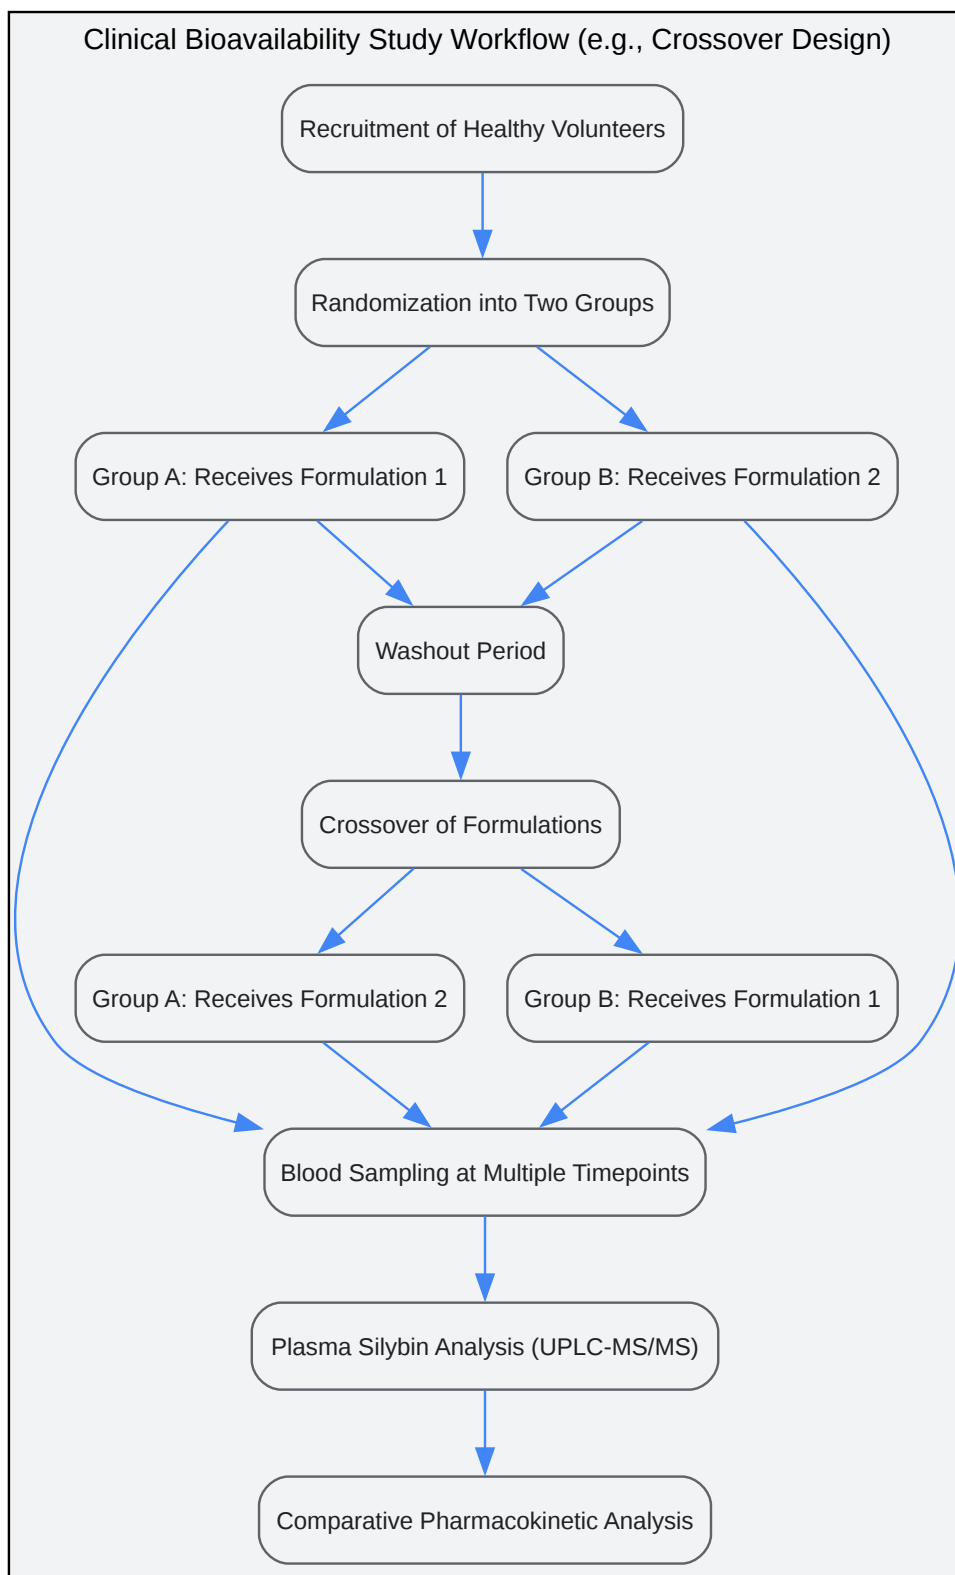 Clinical Bioavailability Study Workflow (e.g., Crossover Design)
Recruitment of Healthy Volunteers
Randomization into Two Groups
Group A: Receives Formulation 1
Group B: Receives Formulation 2
Washout Period
Crossover of Formulations
Group A: Receives Formulation 2
Group B: Receives Formulation 1
Blood Sampling at Multiple Timepoints
Plasma Silybin Analysis (UPLC-MS/MS)
Comparative Pharmacokinetic Analysis